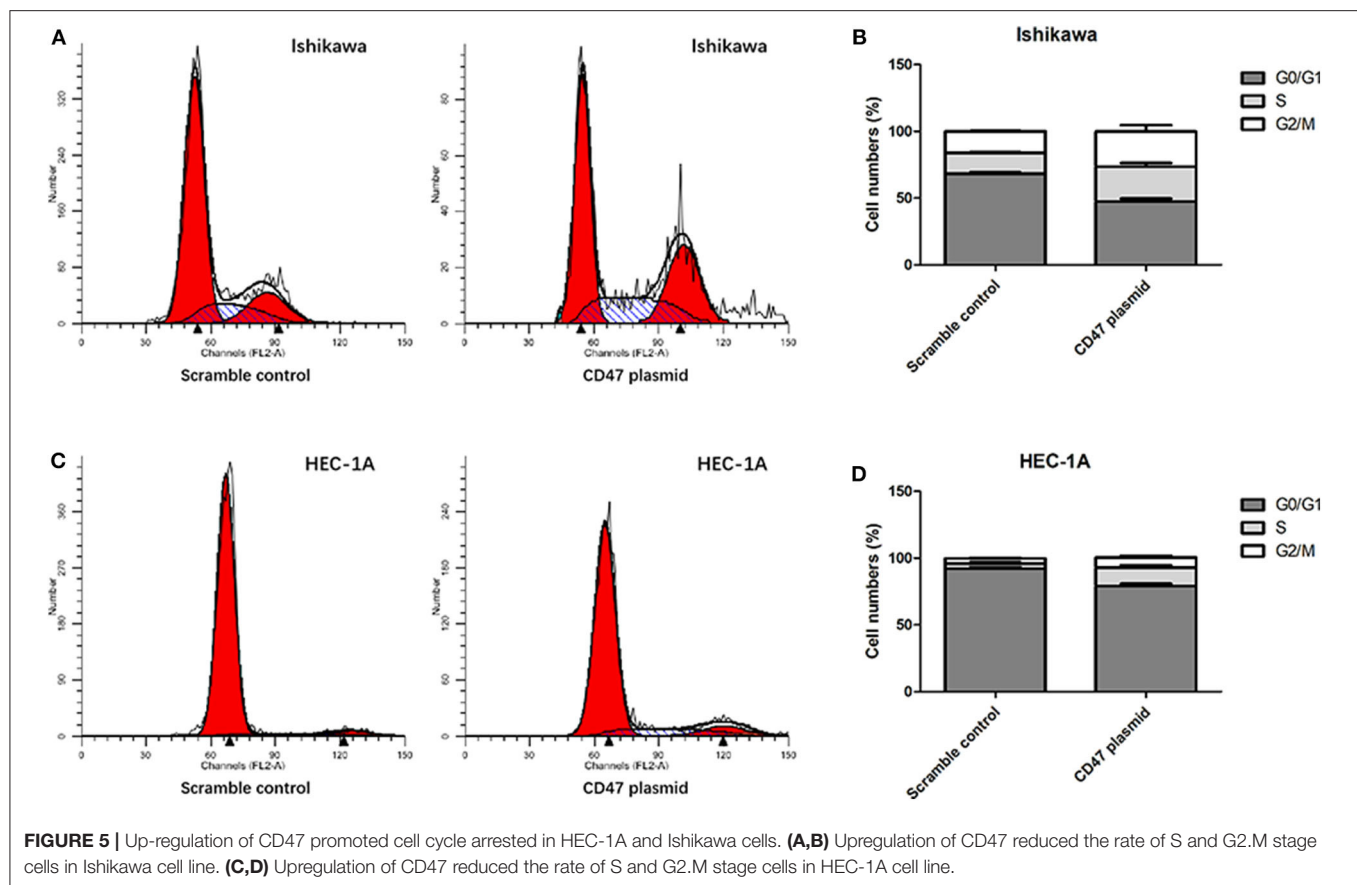 A
Ishikawa
Number
320
240
160
80
0
0 30 60 90 120 150
Channels (FL2-A)
Scramble control
Ishikawa
Number
80
60
40
20
0
0 30 60 90 120 150
Channels (FL2-A)
CD47 plasmid
B
Ishikawa
Cell numbers (%)
150
100
50
0
Scramble control
CD47 plasmid
G0/G1
S
G2/M
C
HEC-1A
Number
360
270
180
90
0
0 30 60 90 120 150
Channels (FL2-A)
Scramble control
HEC-1A
Number
240
180
120
60
0
0 30 60 90 120 150
Channels (FL2-A)
CD47 plasmid
D
HEC-1A
Cell numbers (%)
150
100
50
0
Scramble control
CD47 plasmid
G0/G1
S
G2/M
FIGURE 5 | Up-regulation of CD47 promoted cell cycle arrested in HEC-1A and Ishikawa cells. (A,B) Upregulation of CD47 reduced the rate of S and G2.M stage
cells in Ishikawa cell line. (C,D) Upregulation of CD47 reduced the rate of S and G2.M stage cells in HEC-1A cell line.